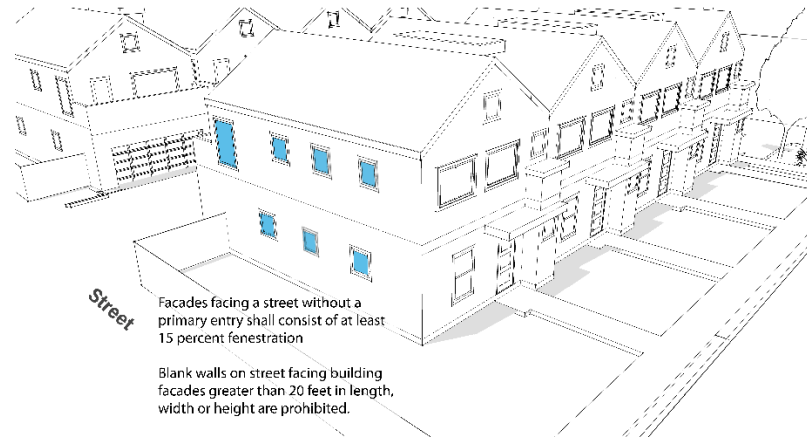 Street
Facades facing a street without a
primary entry shall consist of at least
15 percent fenestration
Blank walls on street facing building
facades greater than 20 feet in length,
width or height are prohibited.